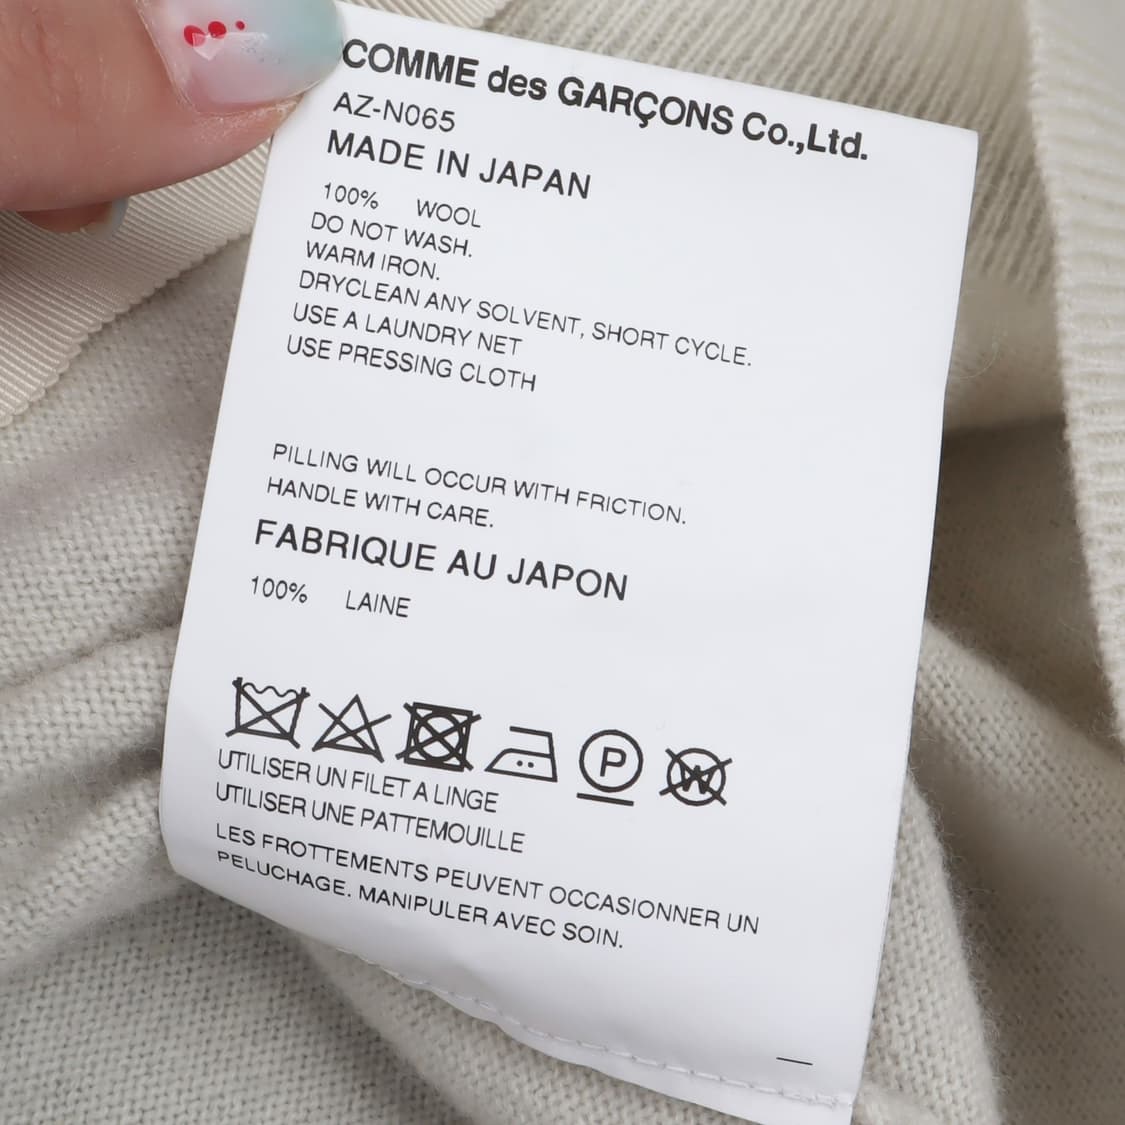 COMME des GARÇONS Co.,Ltd.
AZ-N065
MADE IN JAPAN
100% WOOL
DO NOT WASH.
WARM IRON.
DRYCLEAN ANY SOLVENT, SHORT CYCLE.
USE A LAUNDRY NET
USE PRESSING CLOTH
PILLING WILL OCCUR WITH FRICTION.
HANDLE WITH CARE.
FABRIQUE AU JAPON
100% LAINE
P W
UTILISER UN FILET A LINGE
UTILISER UNE PATTEMOUILLE
LES FROTTEMENTS PEUVENT OCCASIONNER UN
PELUCHAGE. MANIPULER AVEC SOIN.